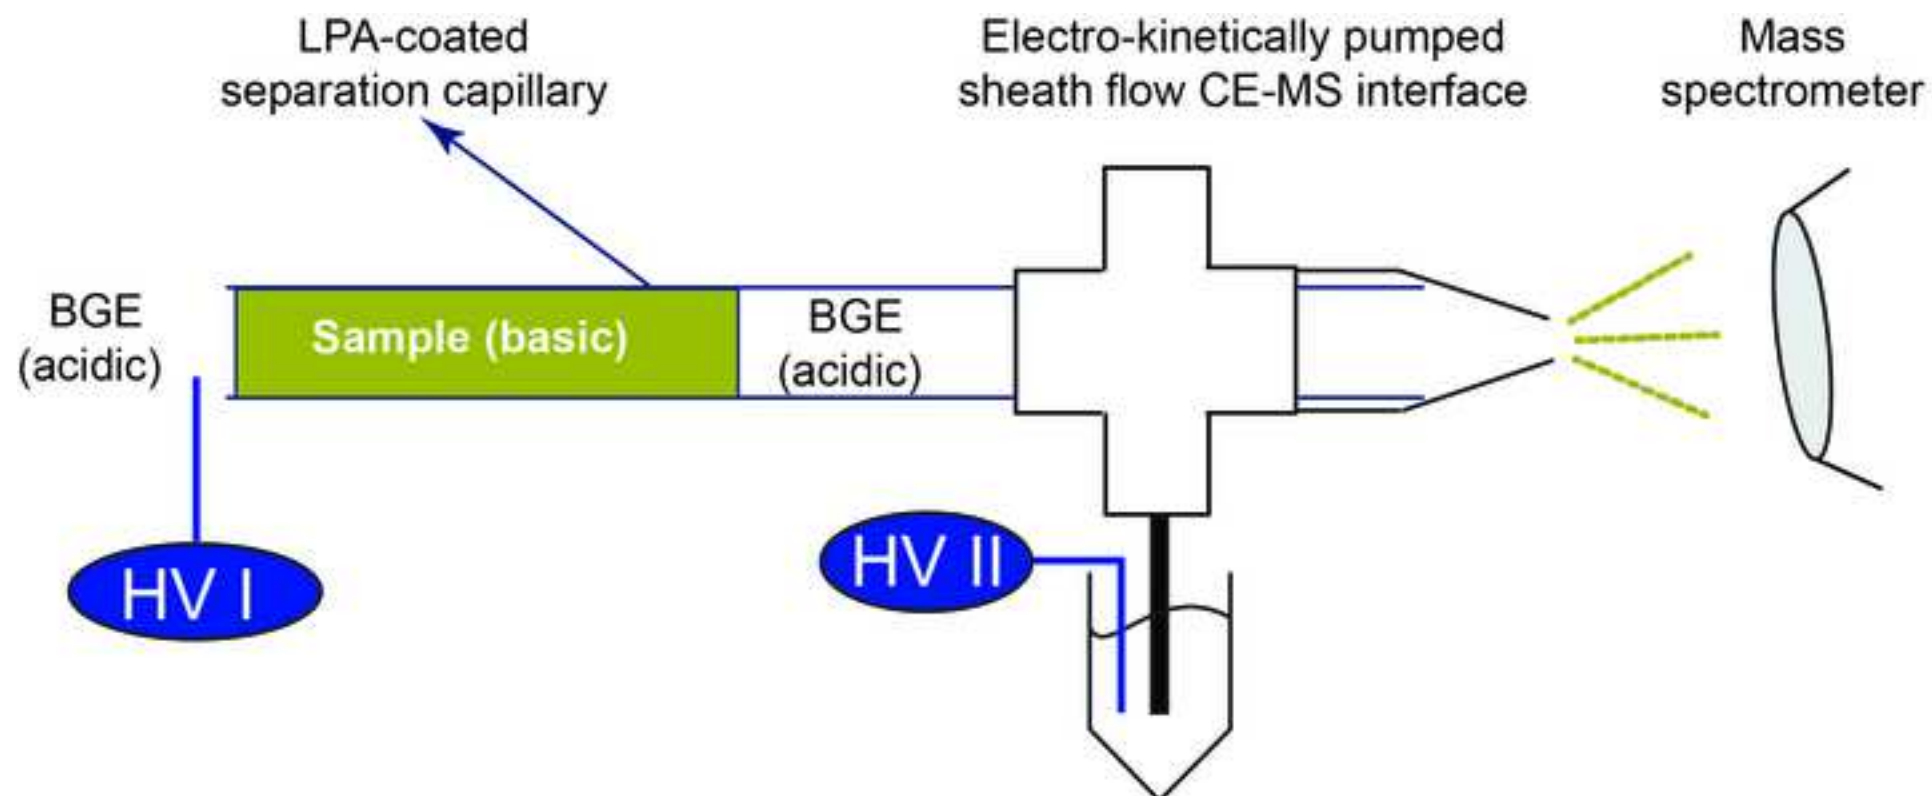 LPA-coated
separation capillary
Electro-kinetically pumped
sheath flow CE-MS interface
Mass
spectrometer
BGE
(acidic)
Sample (basic)
BGE
(acidic)
HV I
HV II